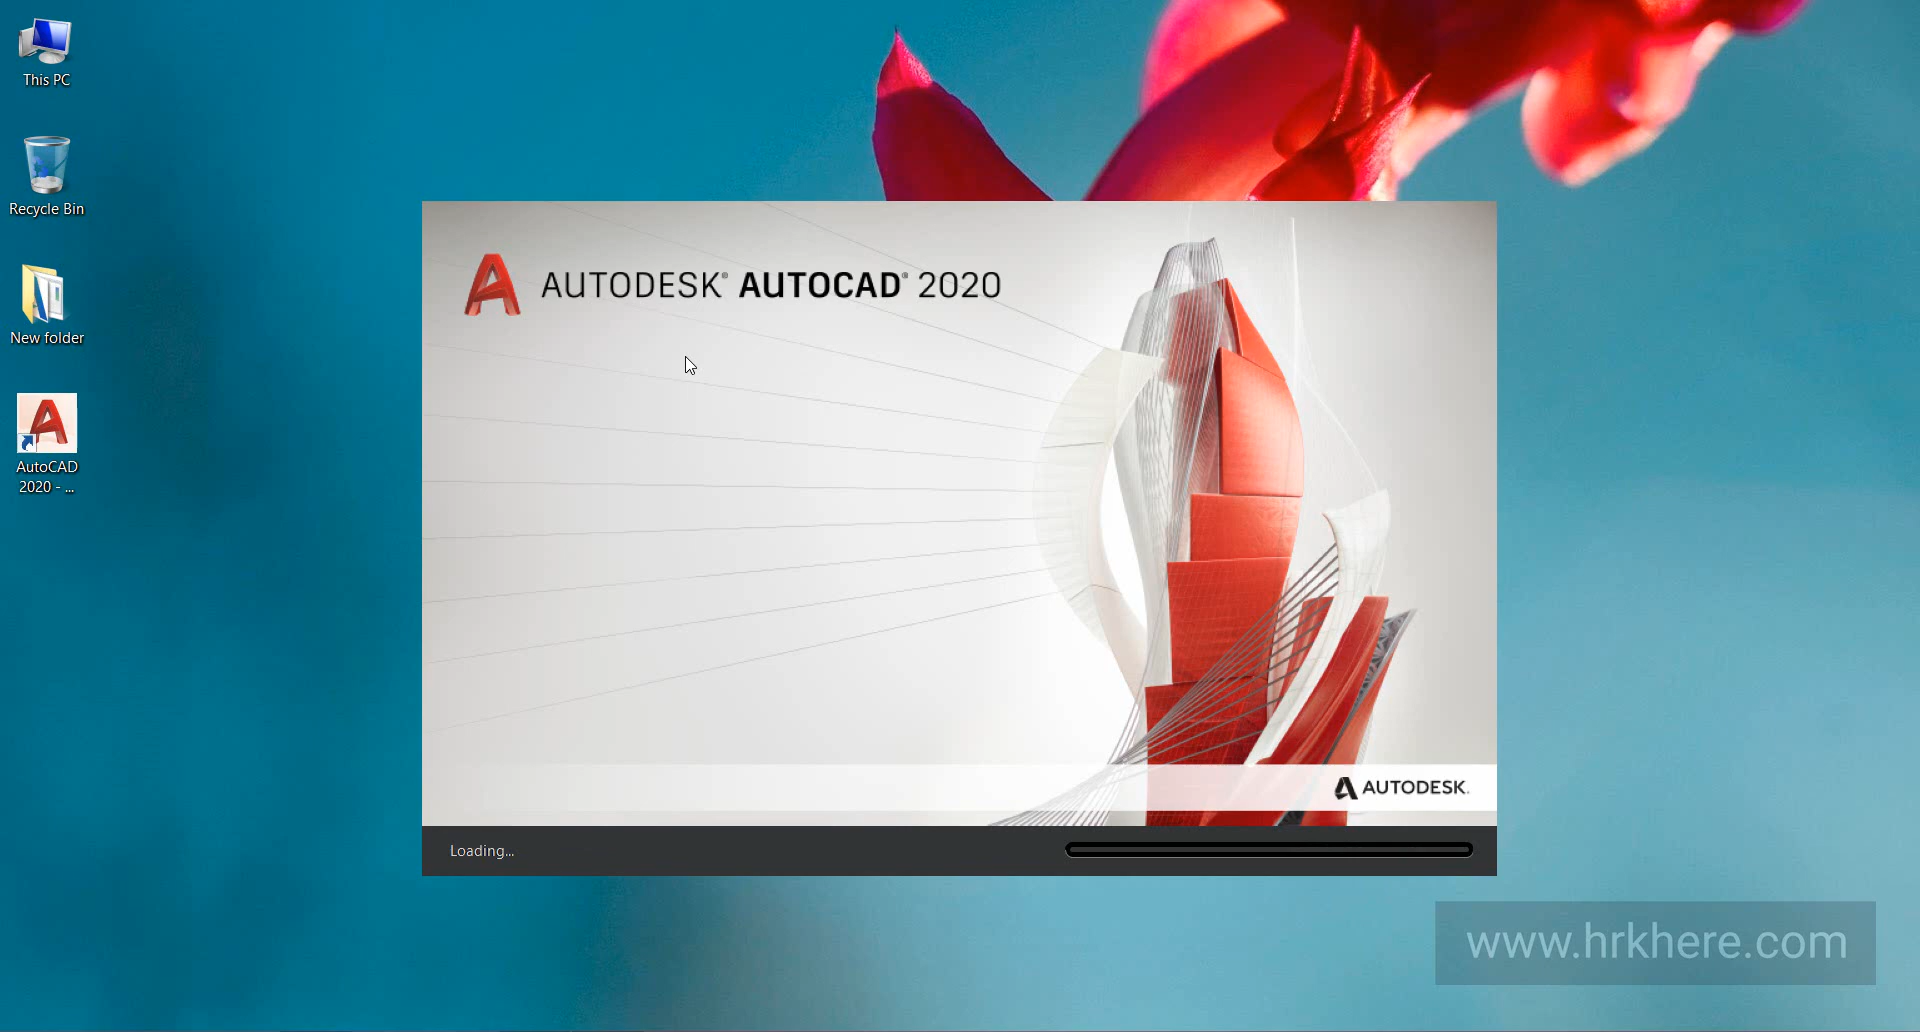 This PC
Recycle Bin
New folder
AutoCAD
2020 - ...
AUTODESK® AUTOCAD® 2020
AUTODESK.
Loading...
www.hrkhere.com